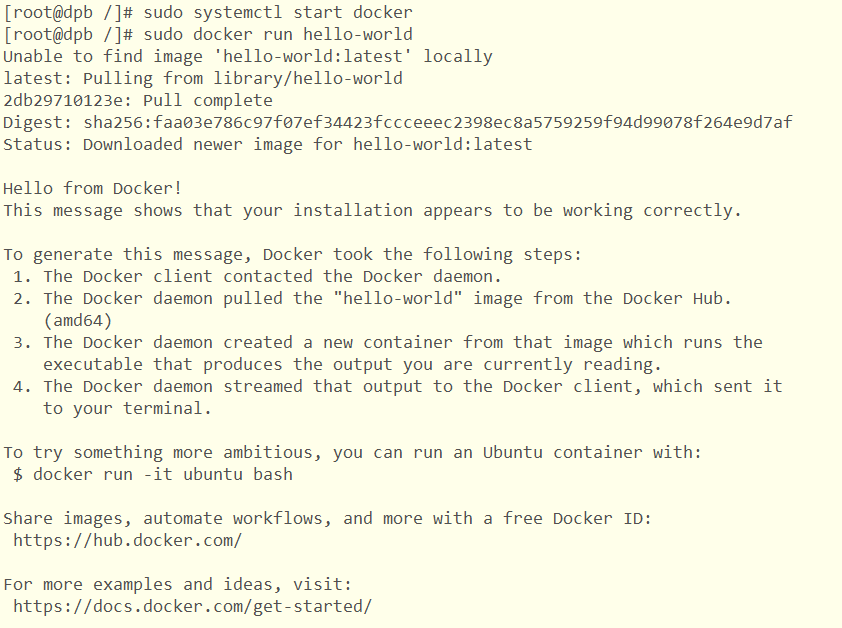 [root@dpb /]# sudo systemctl start docker
[root@dpb /]# sudo docker run hello-world
Unable to find image 'hello-world:latest' locally
latest: Pulling from library/hello-world
2db29710123e: Pull complete
Digest: sha256:faa03e786c97f07ef34423fccceeec2398ec8a5759259f94d99078f264e9d7af
Status: Downloaded newer image for hello-world:latest

Hello from Docker!
This message shows that your installation appears to be working correctly.

To generate this message, Docker took the following steps:
 1. The Docker client contacted the Docker daemon.
 2. The Docker daemon pulled the "hello-world" image from the Docker Hub.
    (amd64)
 3. The Docker daemon created a new container from that image which runs the
    executable that produces the output you are currently reading.
 4. The Docker daemon streamed that output to the Docker client, which sent it
    to your terminal.

To try something more ambitious, you can run an Ubuntu container with:
 $ docker run -it ubuntu bash

Share images, automate workflows, and more with a free Docker ID:
 https://hub.docker.com/

For more examples and ideas, visit:
 https://docs.docker.com/get-started/